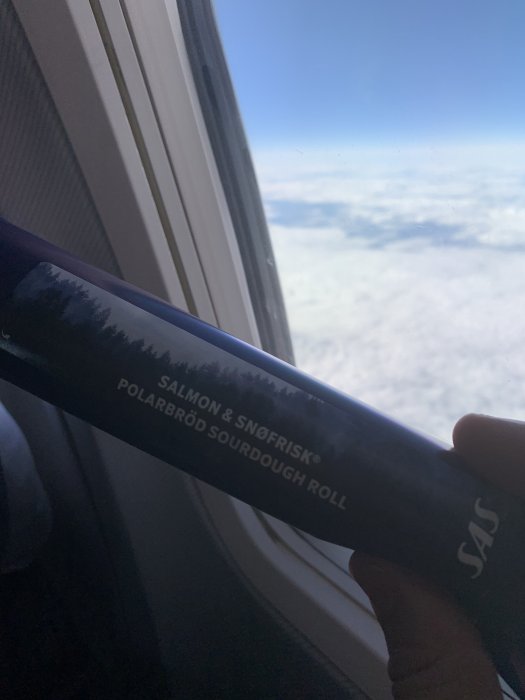 SALMON & SNØFRISK®
POLARBRÖD SOURDOUGH ROLL
SAS